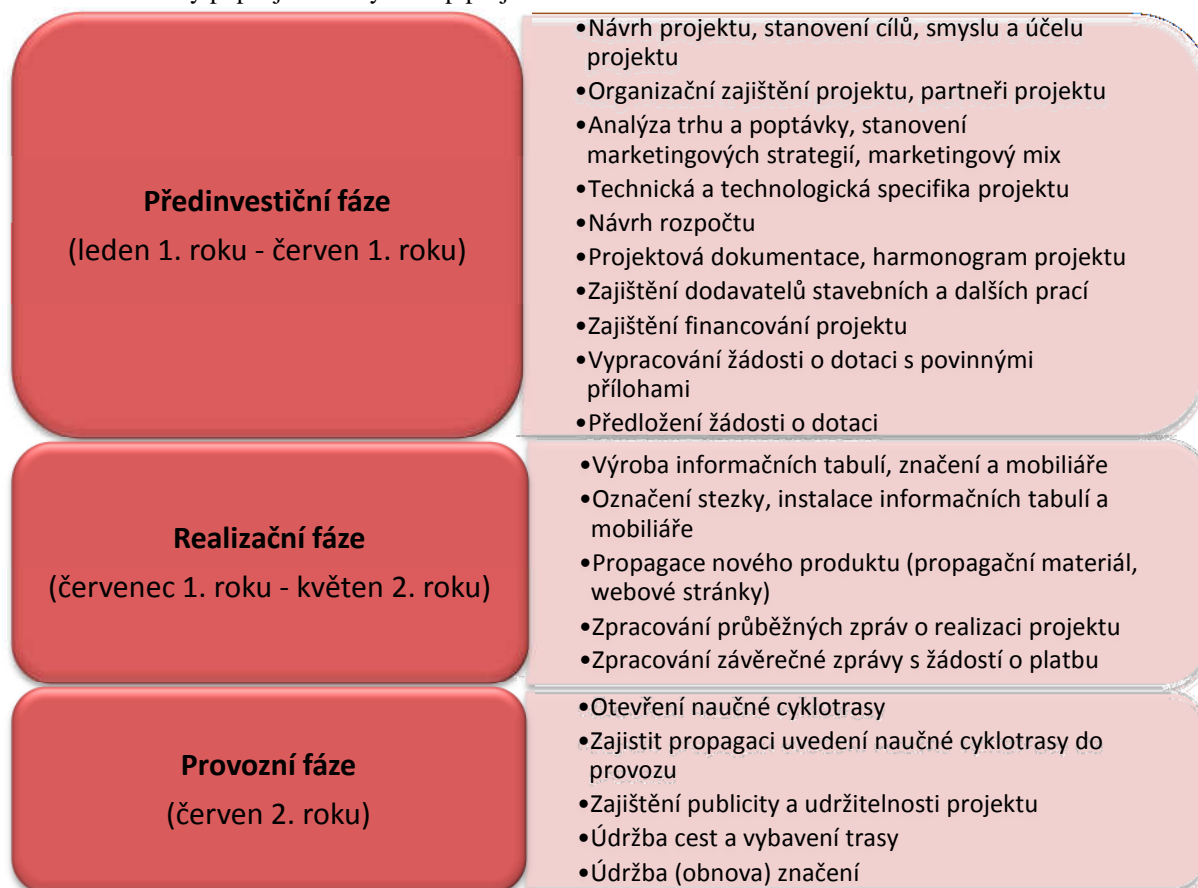 Předinvestiční fáze
(leden 1. roku - červen 1. roku)
•Návrh projektu, stanovení cílů, smyslu a účelu
projektu
•Organizační zajištění projektu, partneři projektu
•Analýza trhu a poptávky, stanovení
marketingových strategií, marketingový mix
•Technická a technologická specifika projektu
•Návrh rozpočtu
•Projektová dokumentace, harmonogram projektu
•Zajištění dodavatelů stavebních a dalších prací
•Zajištění financování projektu
•Vypracování žádosti o dotaci s povinnými
přílohami
•Předložení žádosti o dotaci
Realizační fáze
(červenec 1. roku - květen 2. roku)
•Výroba informačních tabulí, značení a mobiliáře
•Označení stezky, instalace informačních tabulí a
mobiliáře
•Propagace nového produktu (propagační materiál,
webové stránky)
•Zpracování průběžných zpráv o realizaci projektu
•Zpracování závěrečné zprávy s žádostí o platbu
Provozní fáze
(červen 2. roku)
•Otevření naučné cyklotrasy
•Zajistit propagaci uvedení naučné cyklotrasy do
provozu
•Zajištění publicity a udržitelnosti projektu
•Údržba cest a vybavení trasy
•Údržba (obnova) značení